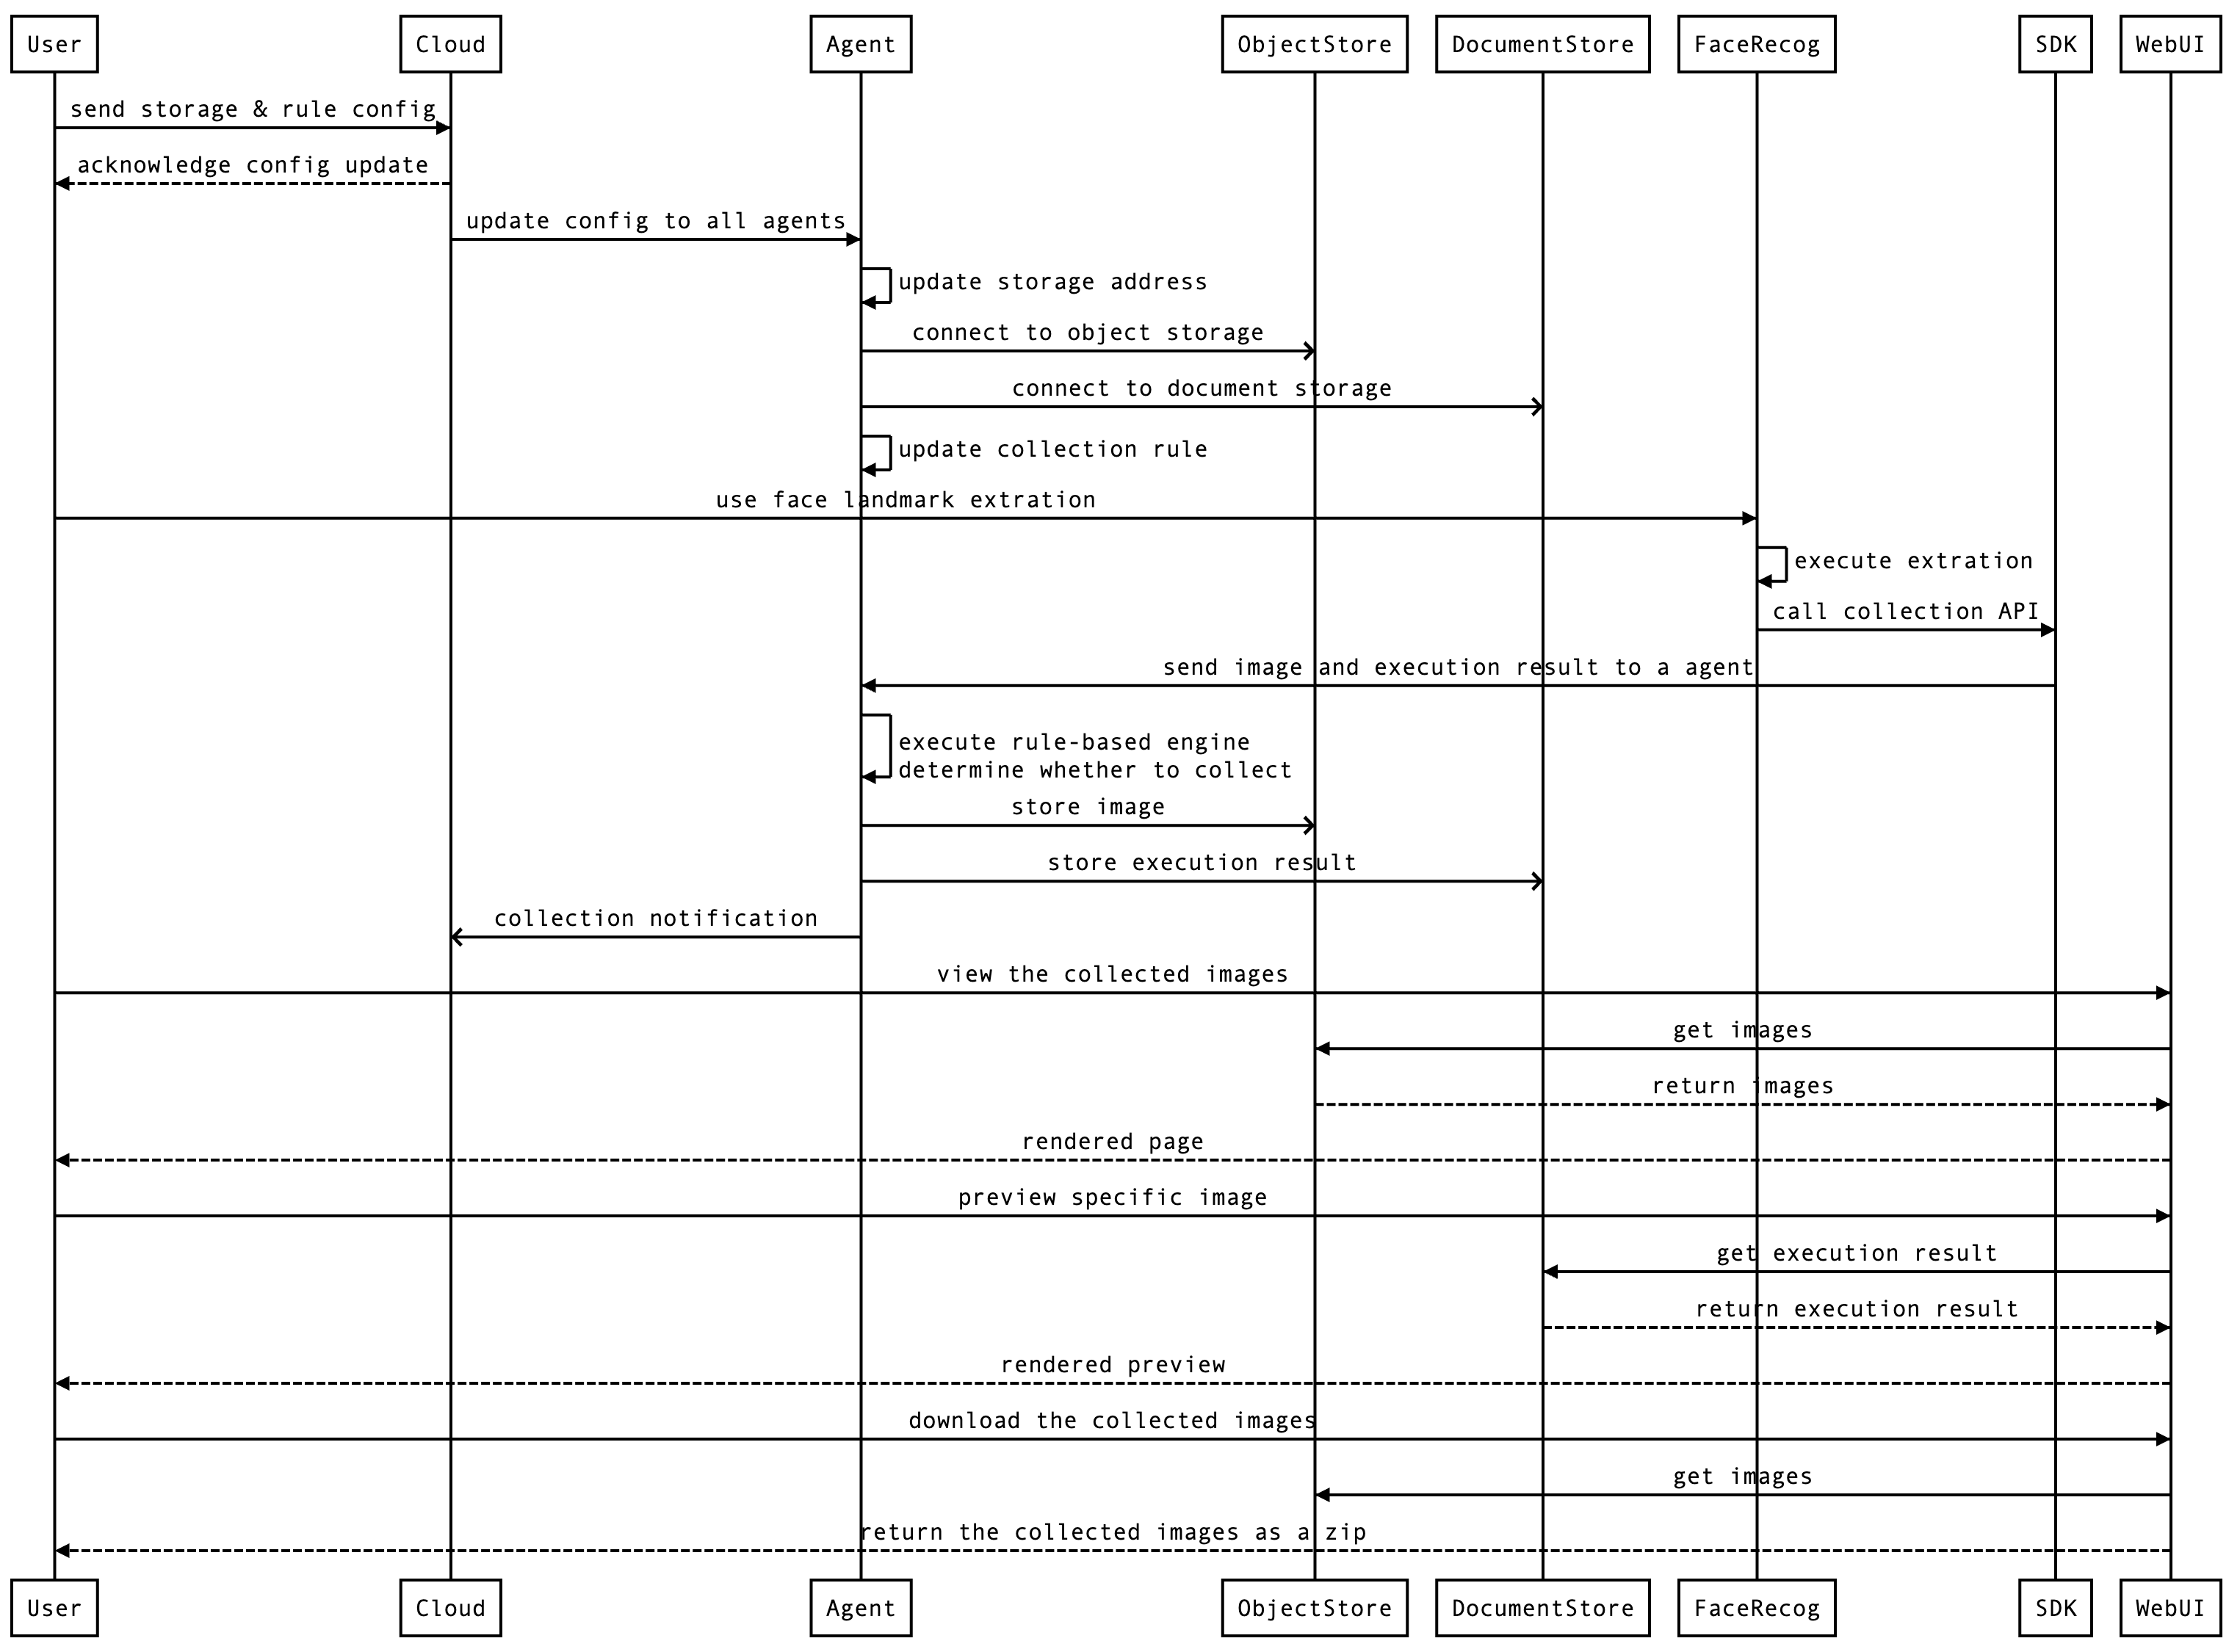 User
Cloud
Agent
ObjectStore
DocumentStore
FaceRecog
SDK
WebUI
send storage & rule config
acknowledge config update
update config to all agents
update storage address
connect to object storage
connect to document storage
update collection rule
use face landmark extration
execute extration
call collection API
send image and execution result to a agent
execute rule-based engine
determine whether to collect
store image
store execution result
collection notification
view the collected images
get images
return images
rendered page
preview specific image
get execution result
return execution result
rendered preview
download the collected images
get images
return the collected images as a zip
User
Cloud
Agent
ObjectStore
DocumentStore
FaceRecog
SDK
WebUI